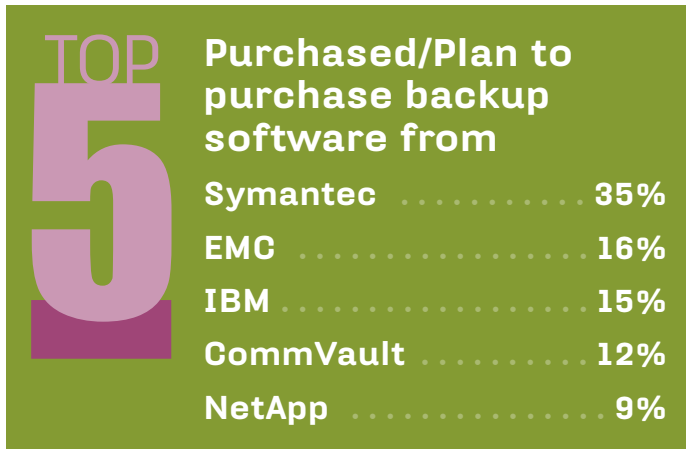 TOP
5
Purchased/Plan to
purchase backup
software from
Symantec ........... 35%
EMC ................ 16%
IBM ................. 15%
CommVault .......... 12%
NetApp ............... 9%